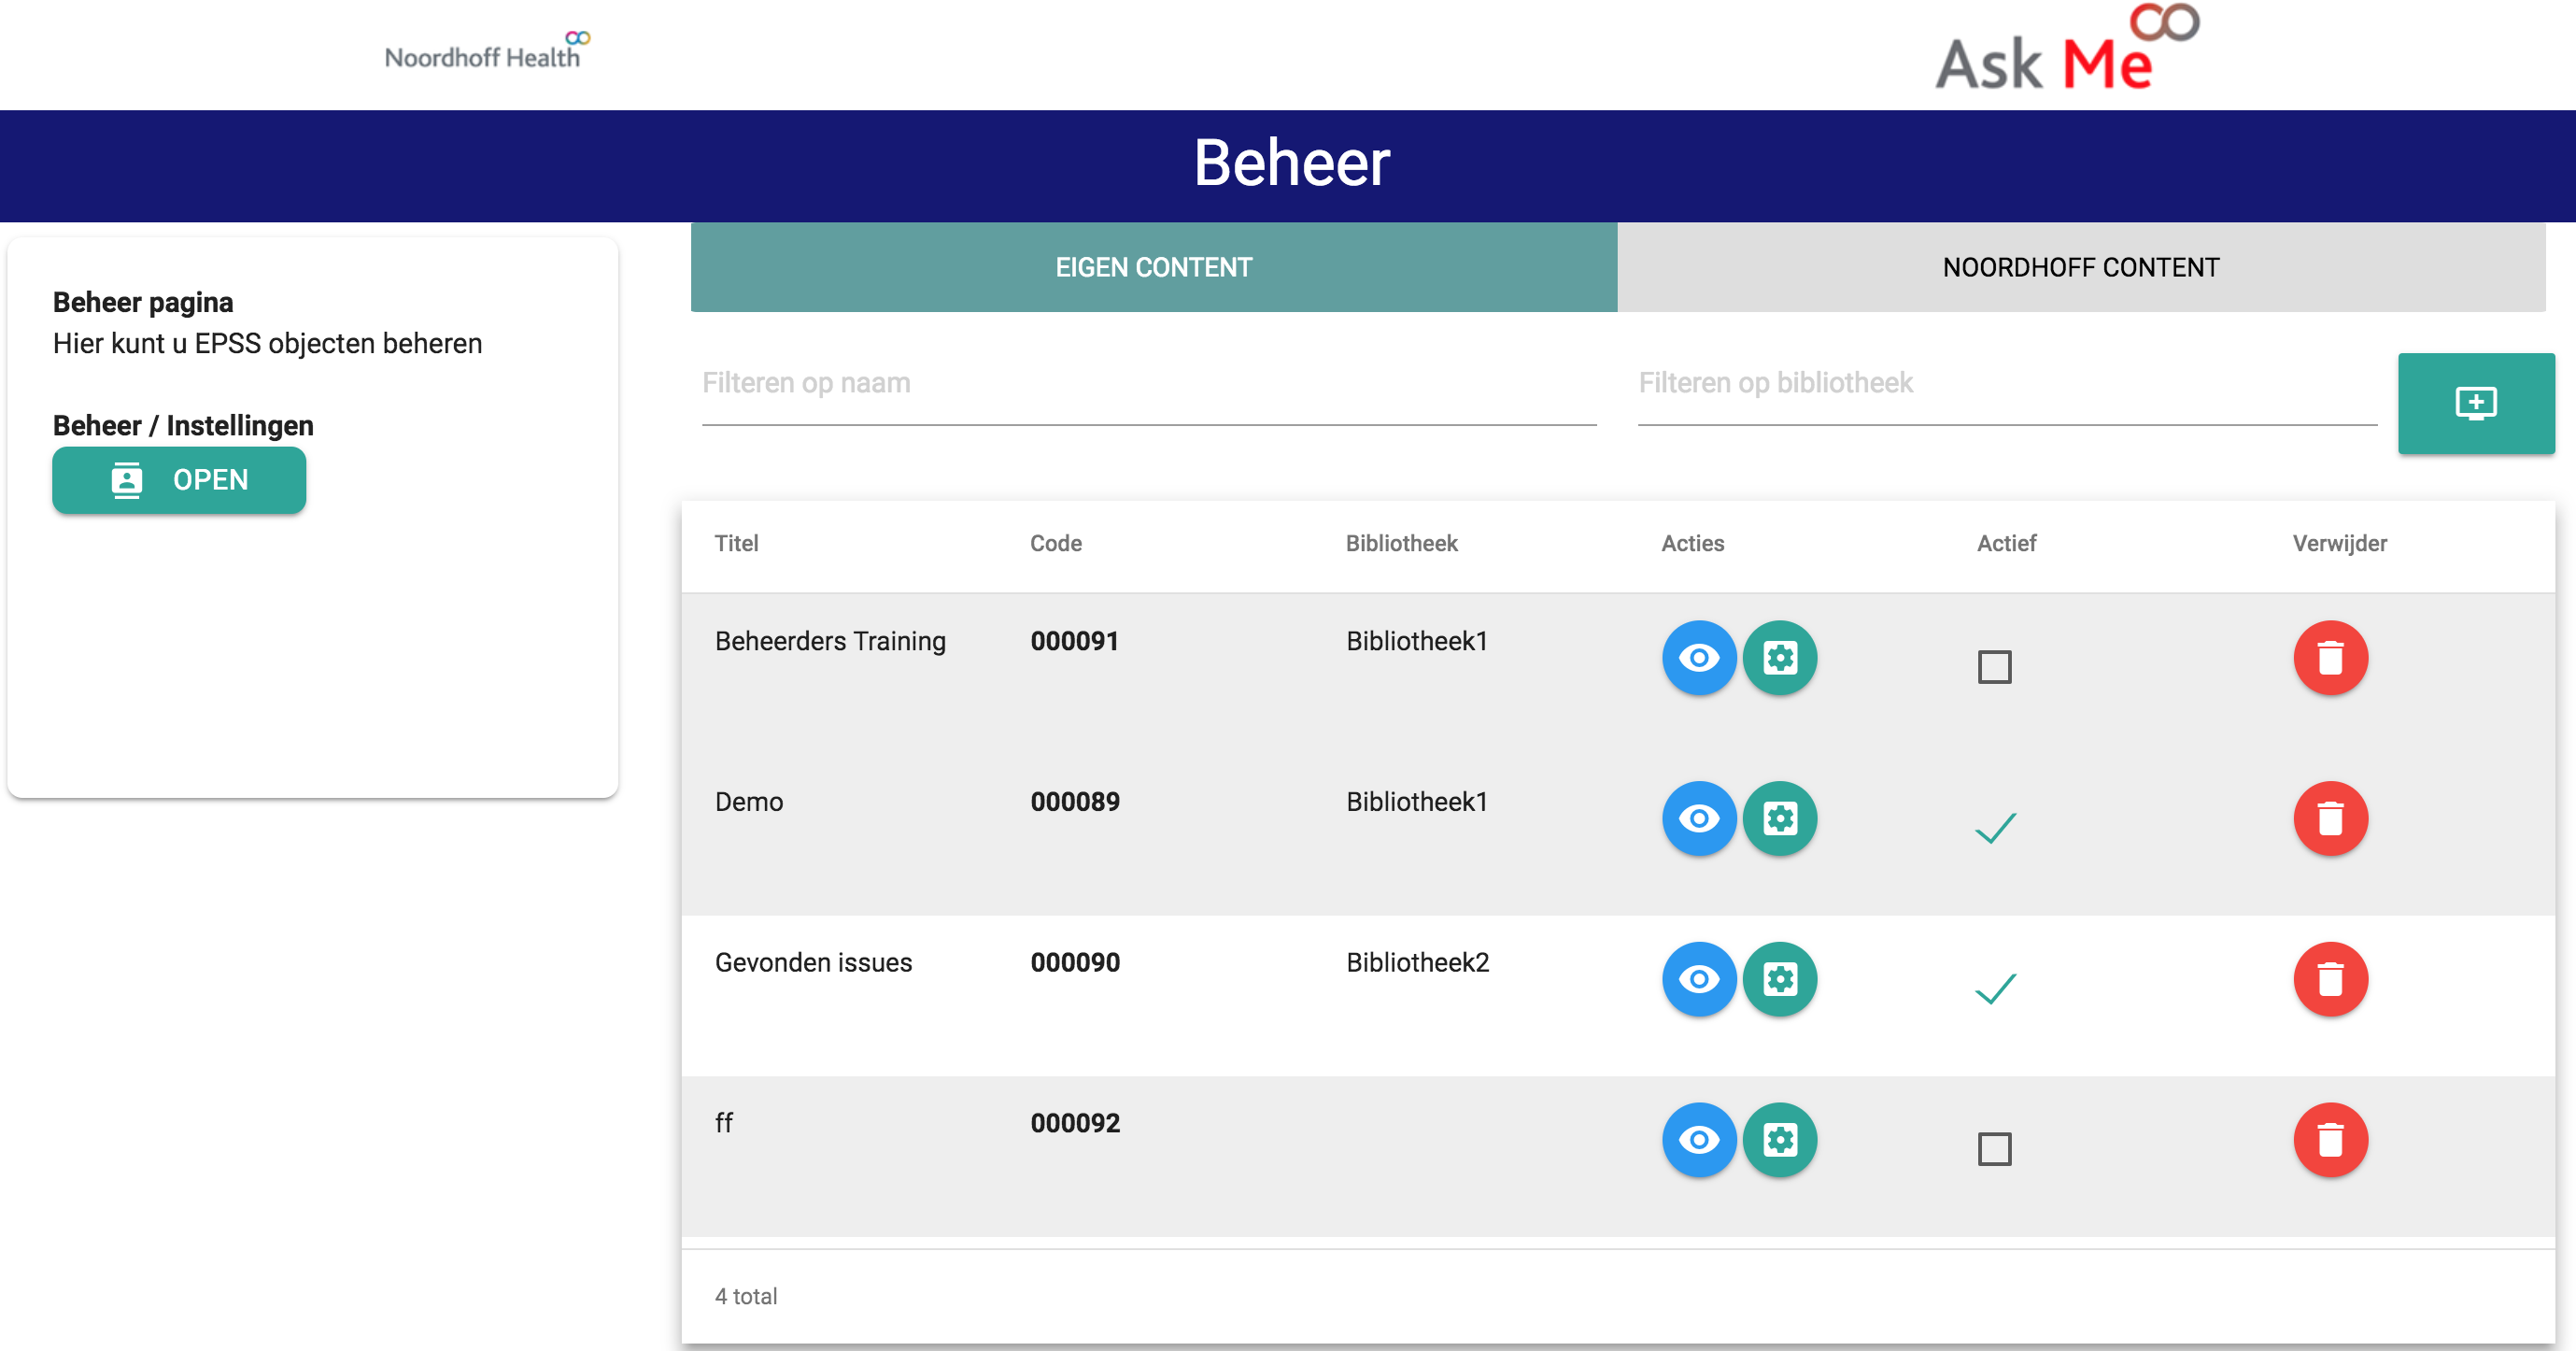 Noordhoff Health
Ask Me
Beheer
Beheer pagina
Hier kunt u EPSS objecten beheren
Beheer / Instellingen
OPEN
EIGEN CONTENT
NOORDHOFF CONTENT
Filteren op naam
Filteren op bibliotheek
Titel Code Bibliotheek Acties Actief Verwijder
Beheerders Training 000091 Bibliotheek1
Demo 000089 Bibliotheek1
Gevonden issues 000090 Bibliotheek2
ff 000092
4 total